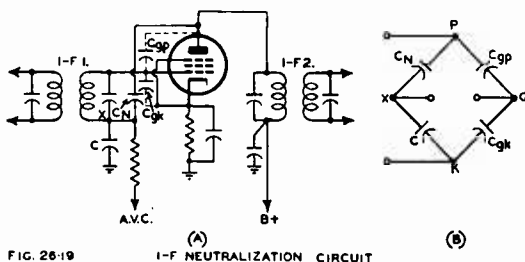 I-F 1.
Cgp
X
CN
Cgk
C
A.V.C.
I-F 2.
B+
(A)
P
CN
Cgp
X
G
C
Cgk
K
(B)
FIG. 26-19 I-F NEUTRALIZATION CIRCUIT